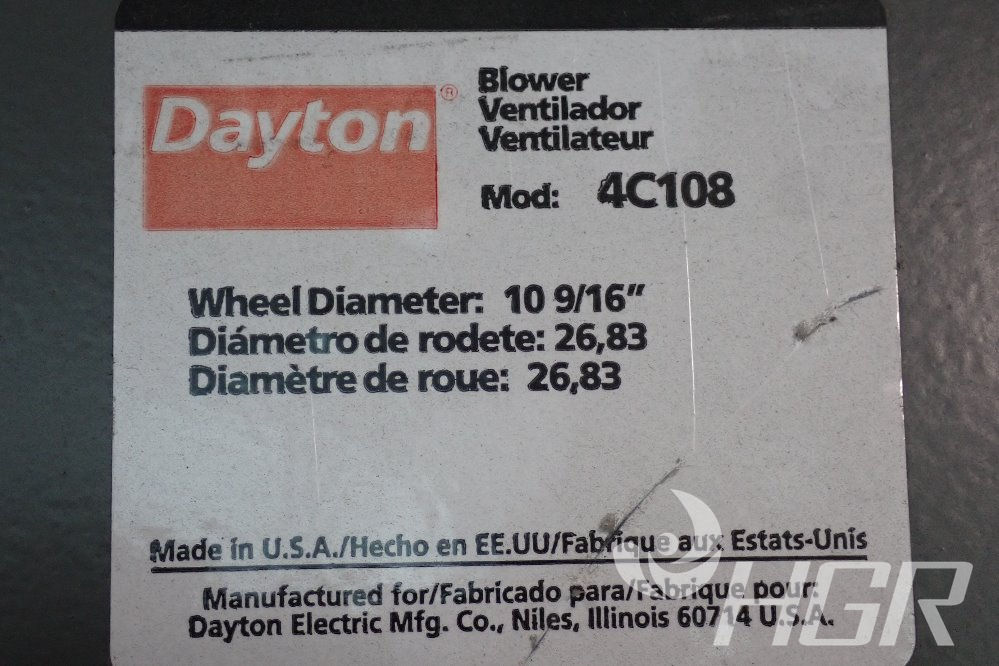 Dayton®
Blower
Ventilador
Ventilateur
Mod: 4C108
Wheel Diameter: 10 9/16"
Diámetro de rodete: 26,83
Diamètre de roue: 26,83
Made in U.S.A./Hecho en EE.UU/Fabrique aux Estats-Unis
Manufactured for/Fabricado para/Fabrique pour:
Dayton Electric Mfg. Co., Niles, Illinois 60714 U.S.A.
HGR